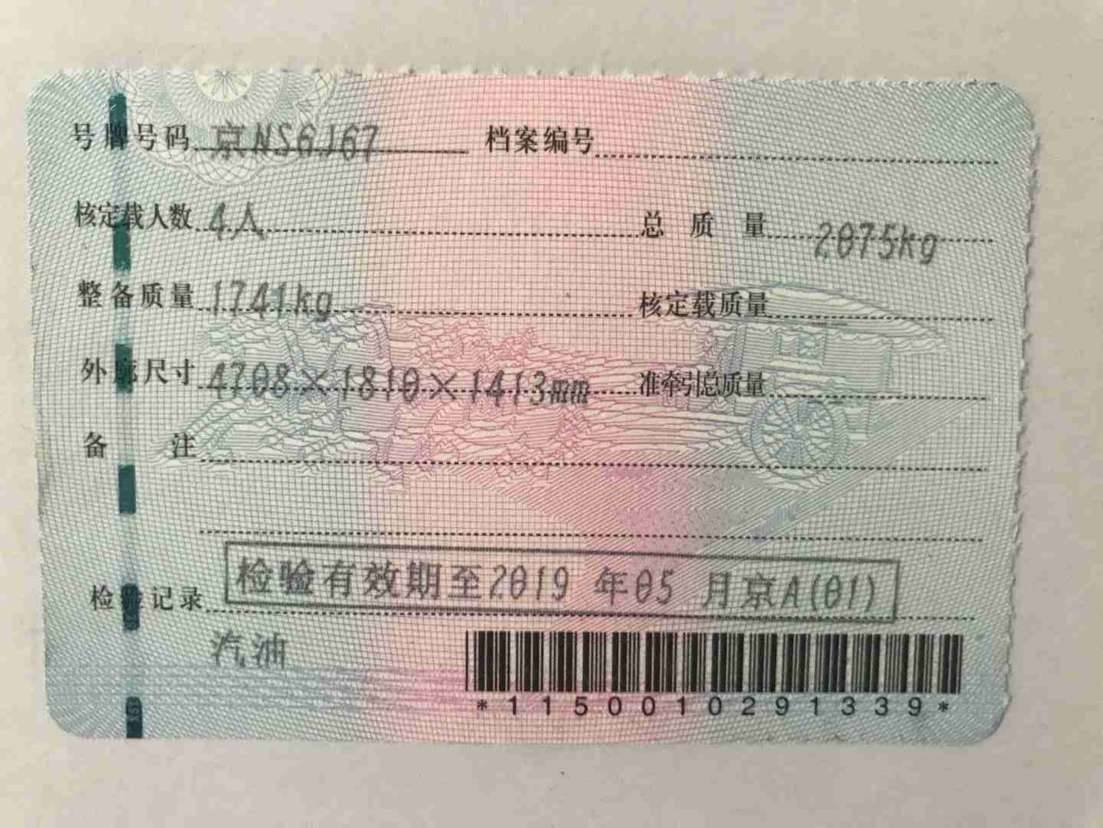 号牌号码 京NS6J67 档案编号
核定载人数 4人 总质量 2075kg
整备质量 1741kg 核定载质量
外廓尺寸 4708×1810×1413mm 准牵引总质量
备注
检验有效期至2019 年05 月京A(01)
检验记录
汽油
*1150010291339*